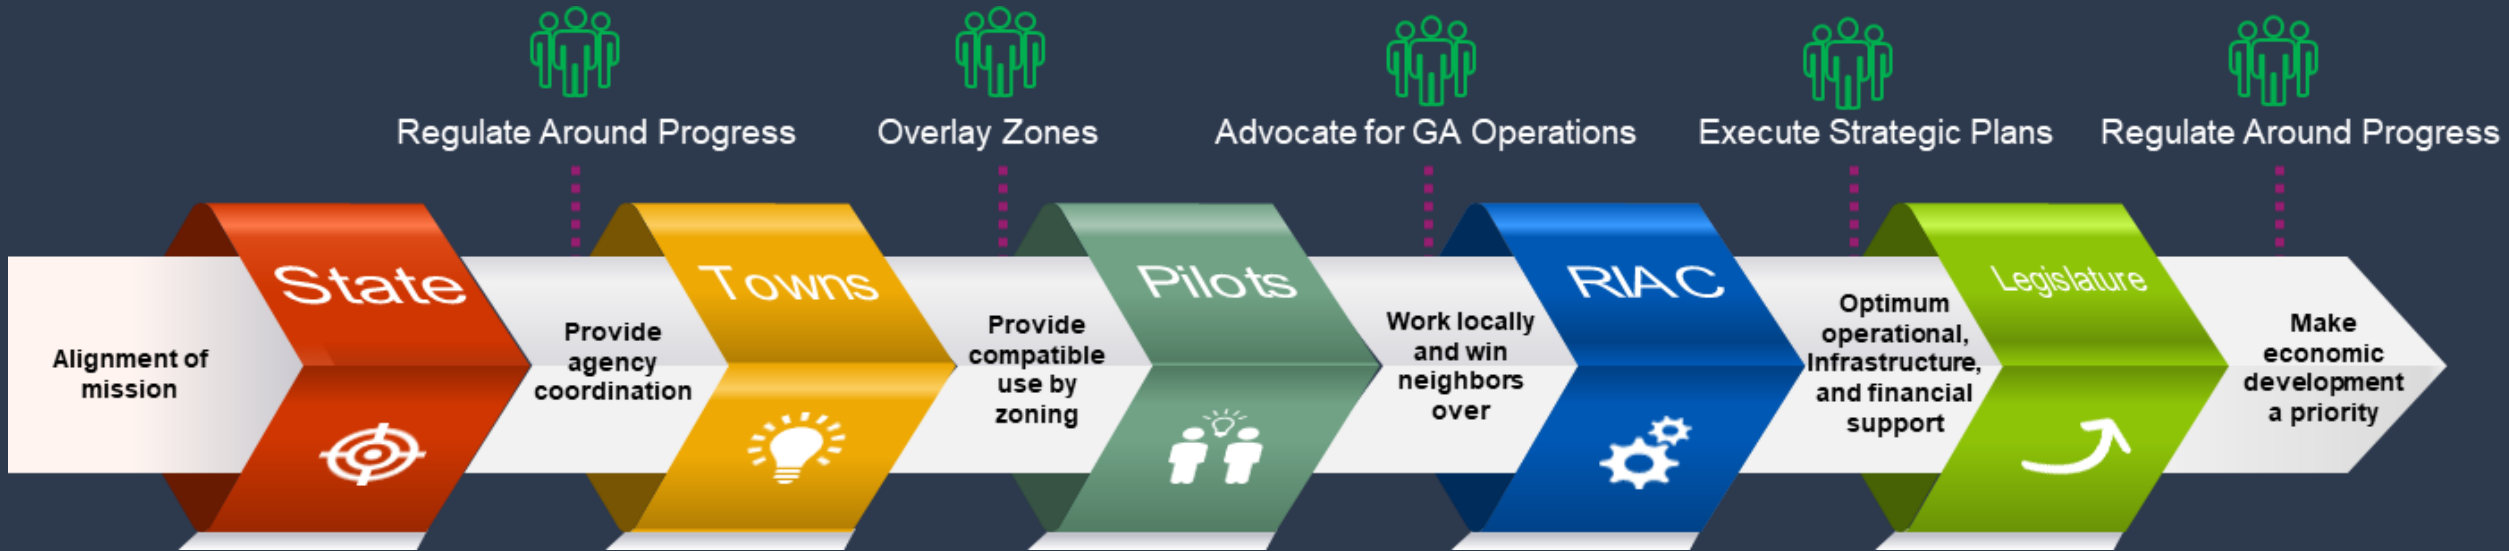 Regulate Around Progress
Overlay Zones
Advocate for GA Operations
Execute Strategic Plans
Regulate Around Progress
Alignment of
mission
State
Provide
agency
coordination
Towns
Provide
compatible
use by
zoning
Pilots
Work locally
and win
neighbors
over
RIAC
Optimum
operational,
Infrastructure,
and financial
support
Legislature
Make
economic
development
a priority